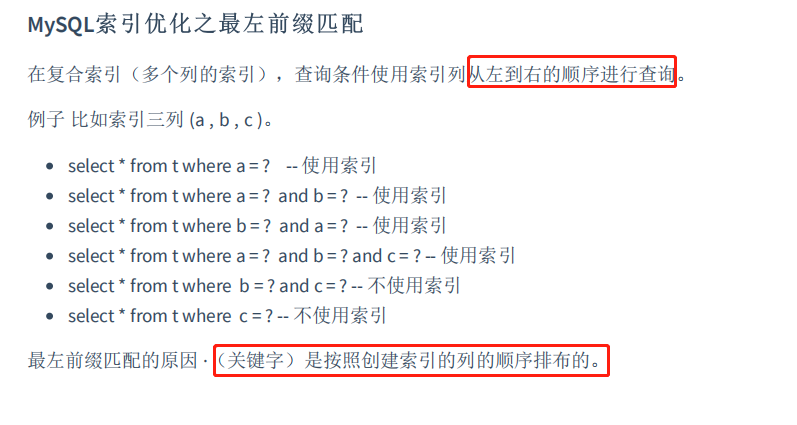 MySQL索引优化之最左前缀匹配
在复合索引（多个列的索引），查询条件使用索引列从左到右的顺序进行查询。
例子 比如索引三列 (a , b , c )。
• select * from t where a = ? -- 使用索引
• select * from t where a = ? and b = ? -- 使用索引
• select * from t where b = ? and a = ? -- 使用索引
• select * from t where a = ? and b = ? and c = ? -- 使用索引
• select * from t where b = ? and c = ? -- 不使用索引
• select * from t where c = ? -- 不使用索引
最左前缀匹配的原因 ·（关键字）是按照创建索引的列的顺序排布的。